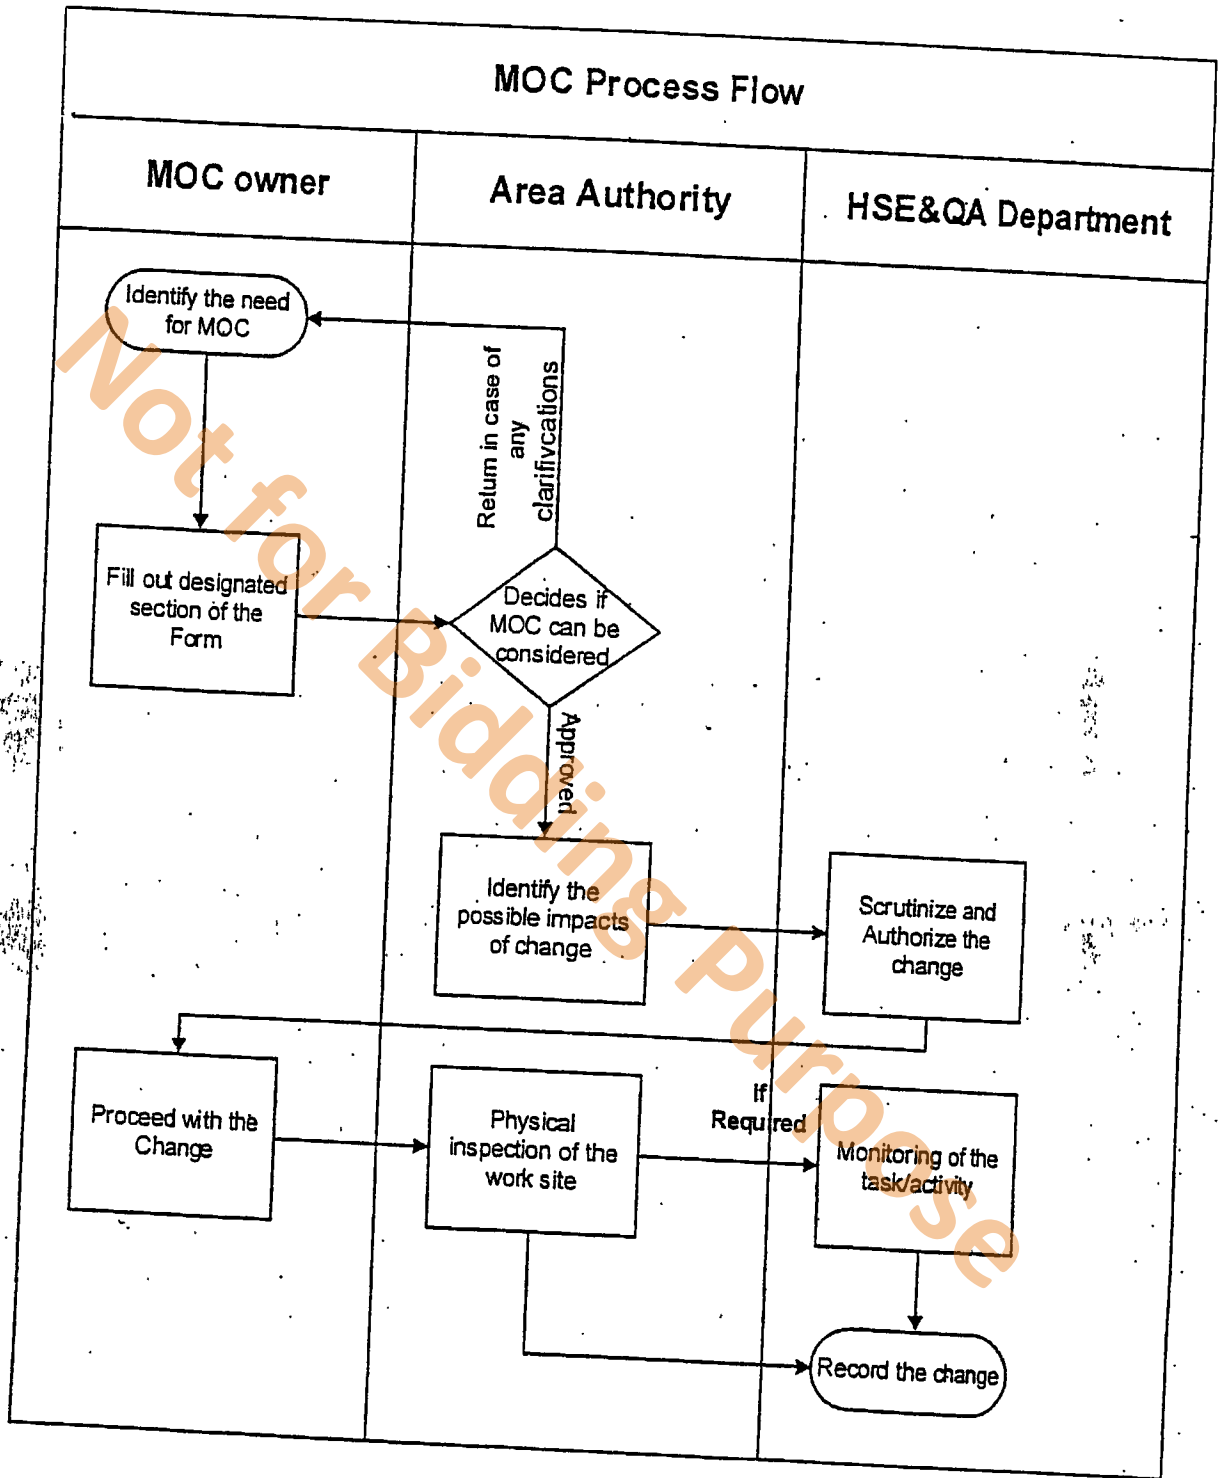 MOC Process Flow
MOC owner
Area Authority
HSE&QA Department
Identify the need
for MOC
Return in case of
any
clarifivcations
Fill out designated
section of the
Form
Decides if
MOC can be
considered
Approved
Identify the
possible impacts
of change
Scrutinize and
Authorize the
change
Proceed with the
Change
Physical
inspection of the
work site
If
Required
Monitoring of the
task/activity
Record the change
Not for Bidding Purpose